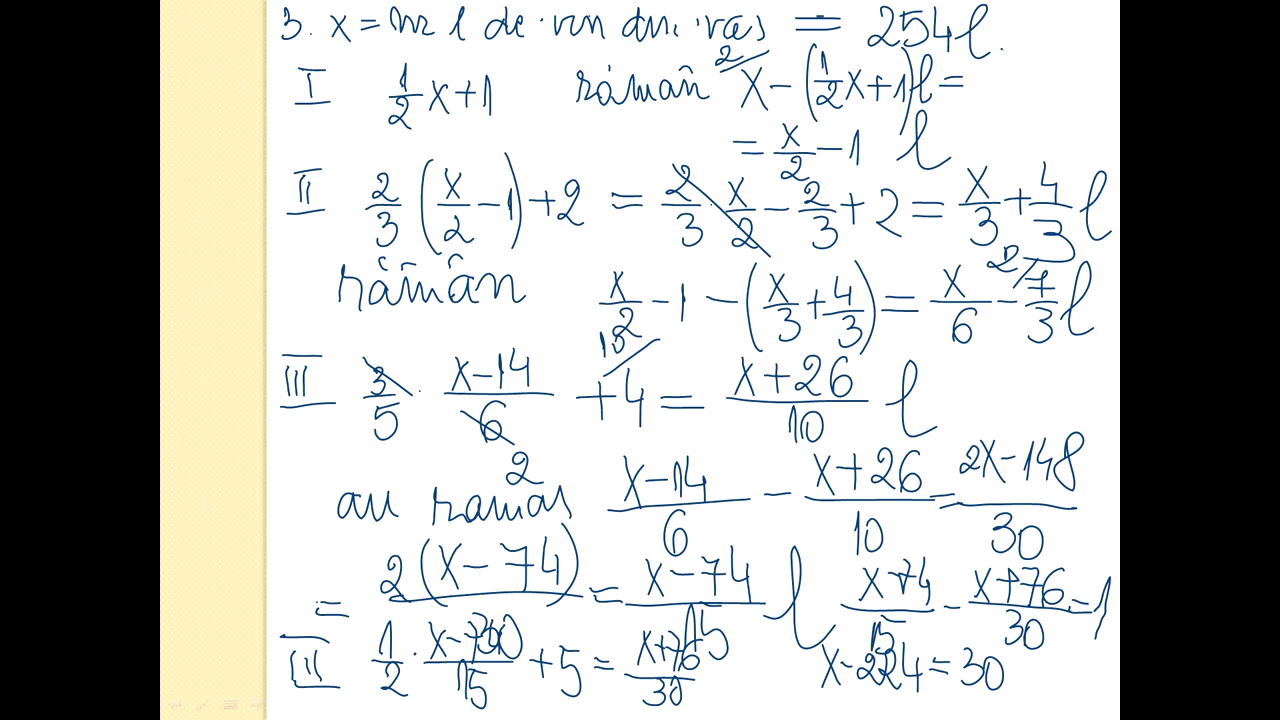 3. x = nr l de vin din vas = 254 l.
I 1/2 x + 1 rămân ²/ x - (1/2 x + 1) l =
= x/2 - 1 l
II 2/3 (x/2 - 1) + 2 = 2/3 · x/2 - 2/3 + 2 = x/3 + 4/3 l
rămân x/2 - 1 - (x/3 + 4/3) = x/6 - ²/ 7/3 l
III 3/5 · x-14/6 2 + ¹⁰/ 4 = x+26/10 l
au rămas x-14/6 - x+26/10 = 2x-148/30
= 2(x-74)/30 = x-74/15 l x-74/15 - x+76/30 = 1
1/2 · x-74/15 + 5 = x+76/30 x-224 = 30